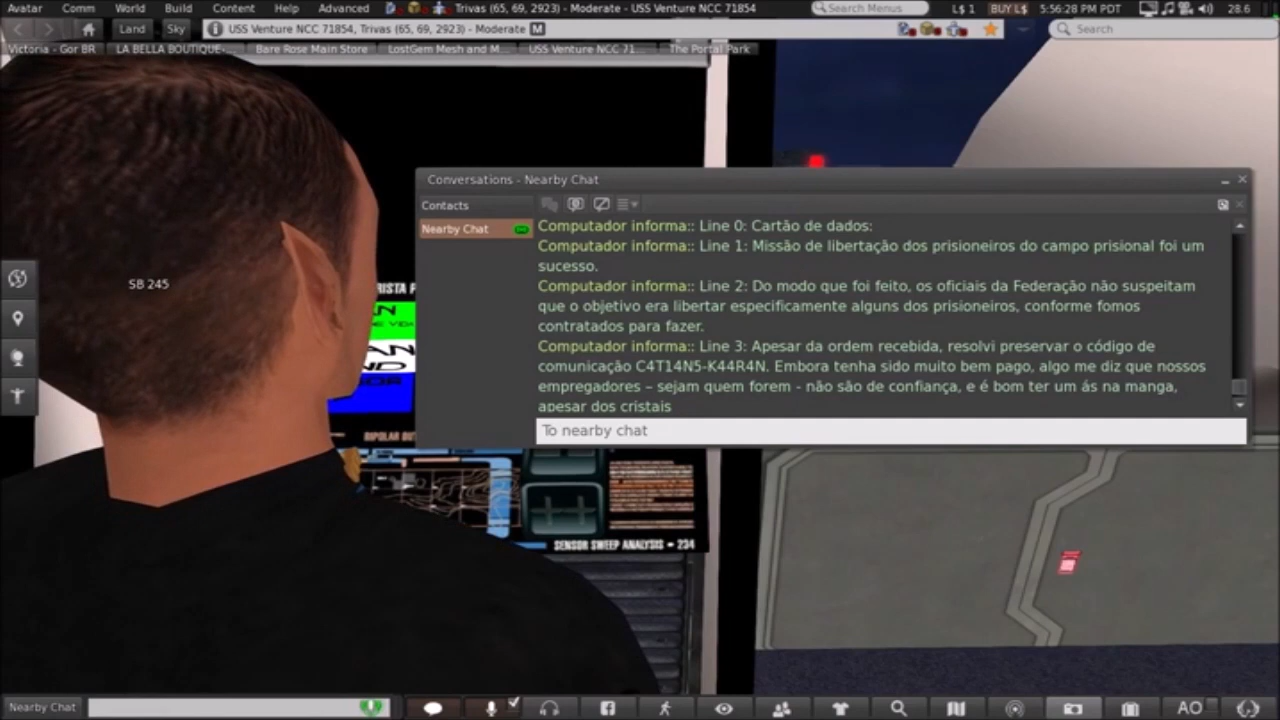 Avatar Comm World Build Content Help Advanced Trivas (65, 69, 2923) - Moderate - USS Venture NCC 71854 Search Menus L$ 1 BUY L$ 5:56:28 PM PDT 28.6
Land Sky USS Venture NCC 71854, Trivas (65, 69, 2923) - Moderate M Search
Victoria - Gor BR LA BELLA BOUTIQUE-... Bare Rose Main Store LostGem Mesh and M... USS Venture NCC 71... The Portal Park
Conversations - Nearby Chat
Contacts
Nearby Chat
Computador informa:: Line 0: Cartão de dados:
Computador informa:: Line 1: Missão de libertação dos prisioneiros do campo prisional foi um
sucesso.
Computador informa:: Line 2: Do modo que foi feito, os oficiais da Federação não suspeitam
que o objetivo era libertar especificamente alguns dos prisioneiros, conforme fomos
contratados para fazer.
Computador informa:: Line 3: Apesar da ordem recebida, resolvi preservar o código de
comunicação C4T14N5-K44R4N. Embora tenha sido muito bem pago, algo me diz que nossos
empregadores – sejam quem forem - não são de confiança, e é bom ter um ás na manga,
apesar dos cristais
To nearby chat
SB 245
SENSOR SWEEP ANALYSIS - 234
Nearby Chat AO